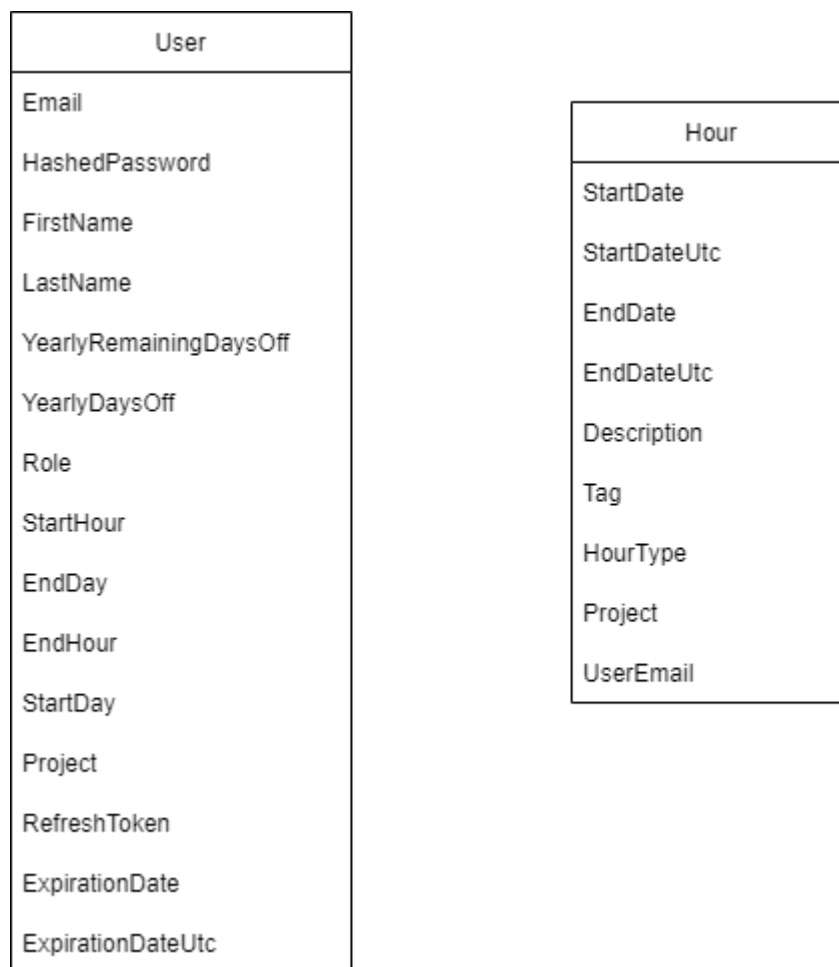 User
Email
HashedPassword
FirstName
LastName
YearlyRemainingDaysOff
YearlyDaysOff
Role
StartHour
EndDay
EndHour
StartDay
Project
RefreshToken
ExpirationDate
ExpirationDateUtc
Hour
StartDate
StartDateUtc
EndDate
EndDateUtc
Description
Tag
HourType
Project
UserEmail